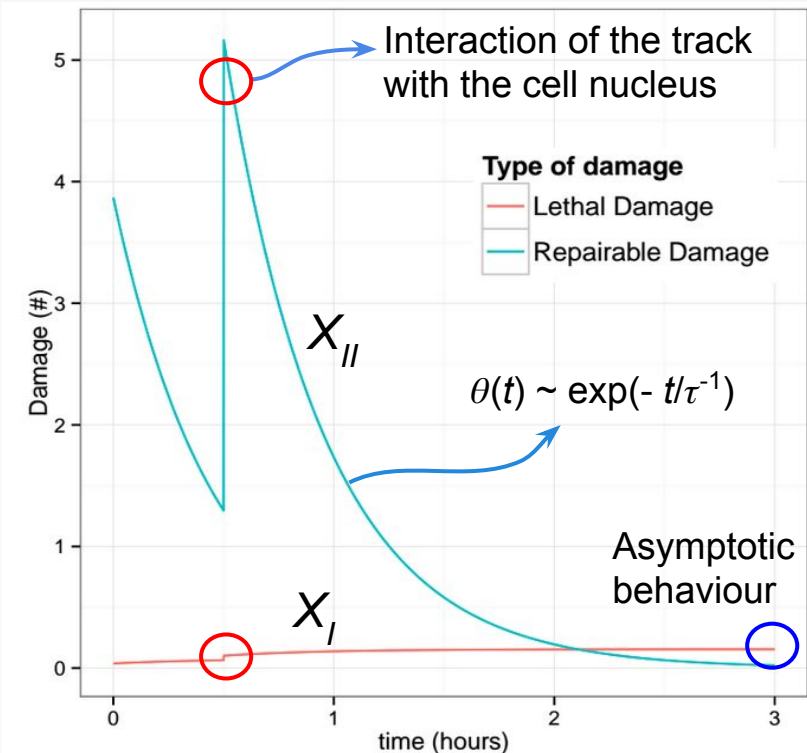 Interaction of the track
with the cell nucleus
Type of damage
Lethal Damage
Repairable Damage
X_II
θ(t) ~ exp(- t/τ⁻¹)
Asymptotic
behaviour
X_I
Damage (#)
5
4
3
2
1
0
0 1 2 3
time (hours)